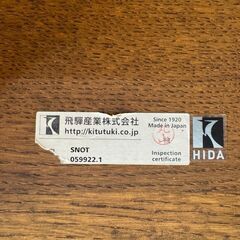 飛騨産業株式会社
http://kitutuki.co.jp
SNOT
059922.1
Since 1920
Made in Japan
Inspection
certificate
HIDA